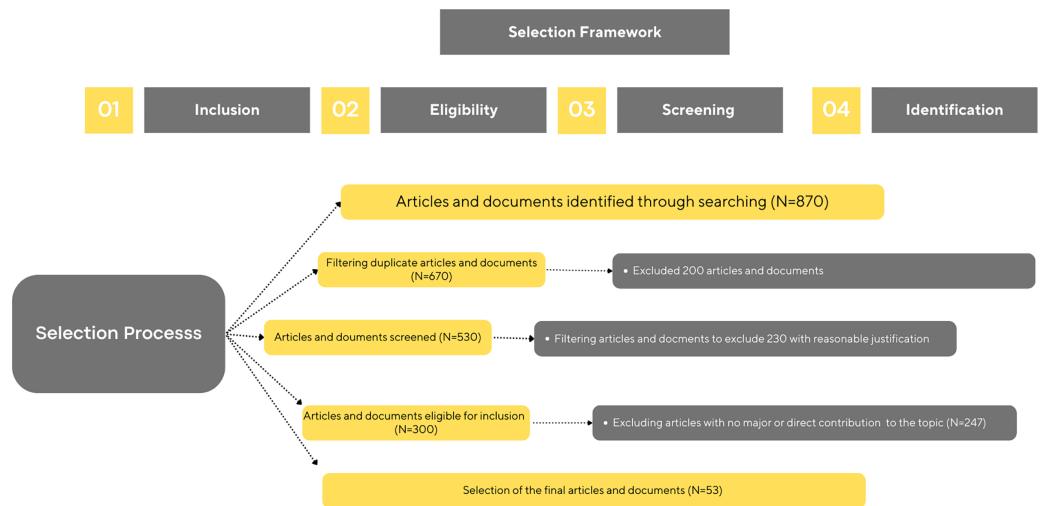 Selection Framework
01
Inclusion
02
Eligibility
03
Screening
04
Identification
Articles and documents identified through searching (N=870)
Filtering duplicate articles and documents
(N=670)
• Excluded 200 articles and documents
Selection Processs
Articles and douments screened (N=530)
• Filtering articles and docments to exclude 230 with reasonable justification
Articles and documents eligible for inclusion
(N=300)
• Excluding articles with no major or direct contribution to the topic (N=247)
Selection of the final articles and documents (N=53)